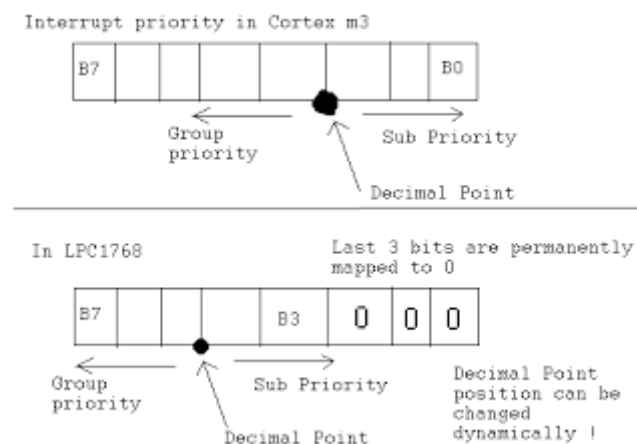 Interrupt priority in Cortex m3
B7 B0
Group priority
Sub Priority
Decimal Point
In LPC1768
Last 3 bits are permanently
mapped to 0
B7 B3 0 0 0
Group priority
Sub Priority
Decimal Point
Decimal Point
position can be
changed
dynamically !